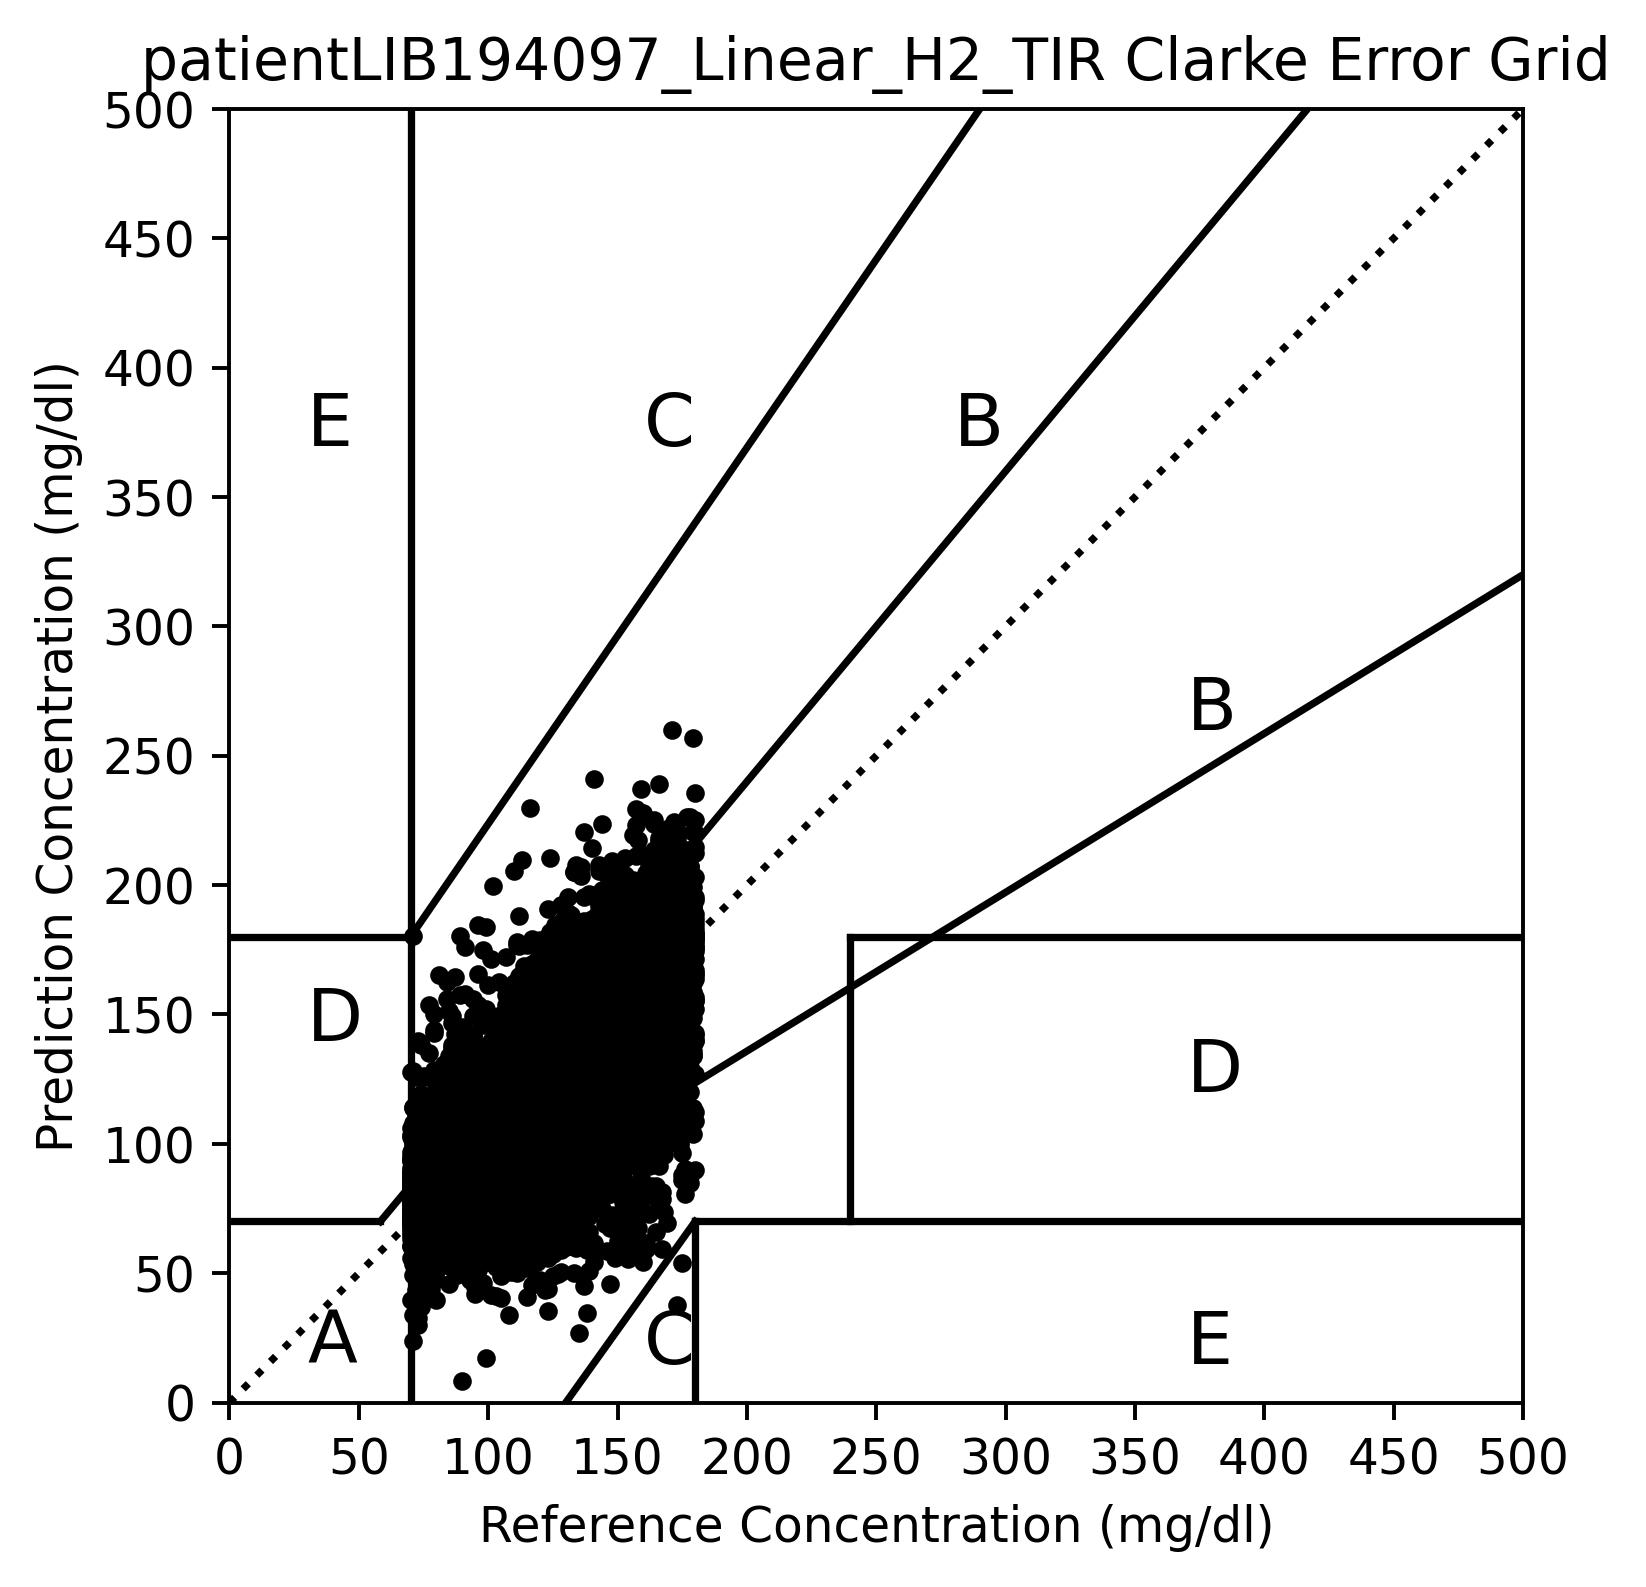 patientLIB194097_Linear_H2_TIR Clarke Error Grid
500
450
400
350
300
250
200
150
100
50
0
Prediction Concentration (mg/dl)
E
C
B
B
D
D
A
C
E
0 50 100 150 200 250 300 350 400 450 500
Reference Concentration (mg/dl)